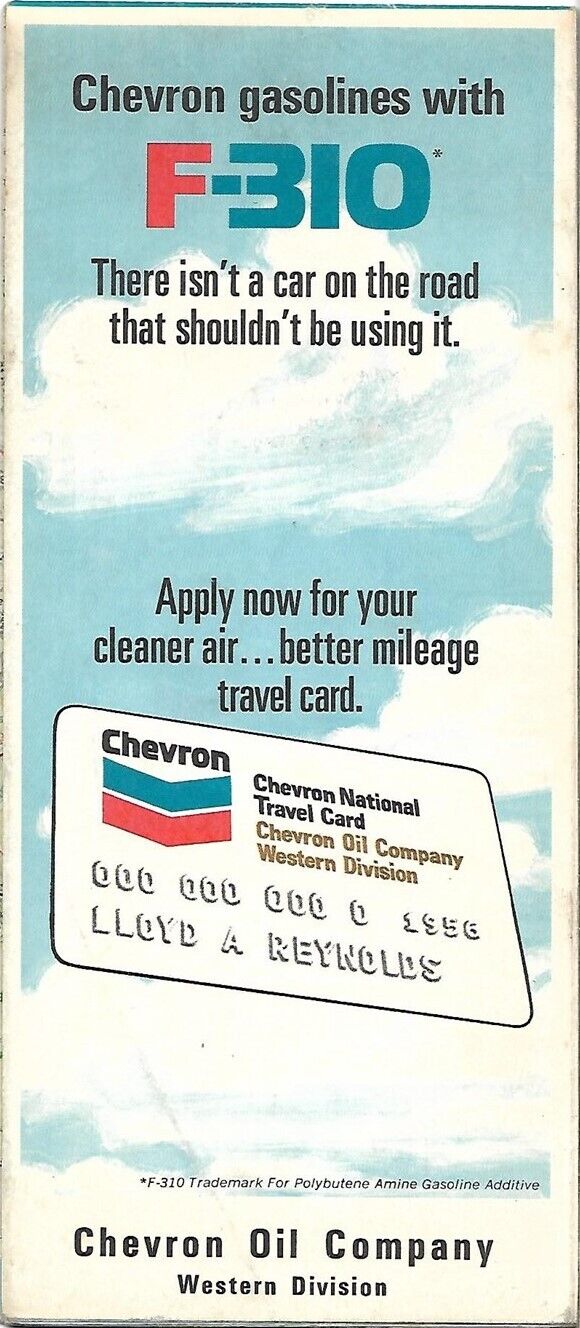 Chevron gasolines with
F-310*
There isn't a car on the road
that shouldn't be using it.
Apply now for your
cleaner air...better mileage
travel card.
Chevron
Chevron National
Travel Card
Chevron Oil Company
Western Division
000 000 000 0 1956
LLOYD A REYNOLDS
*F-310 Trademark For Polybutene Amine Gasoline Additive
Chevron Oil Company
Western Division